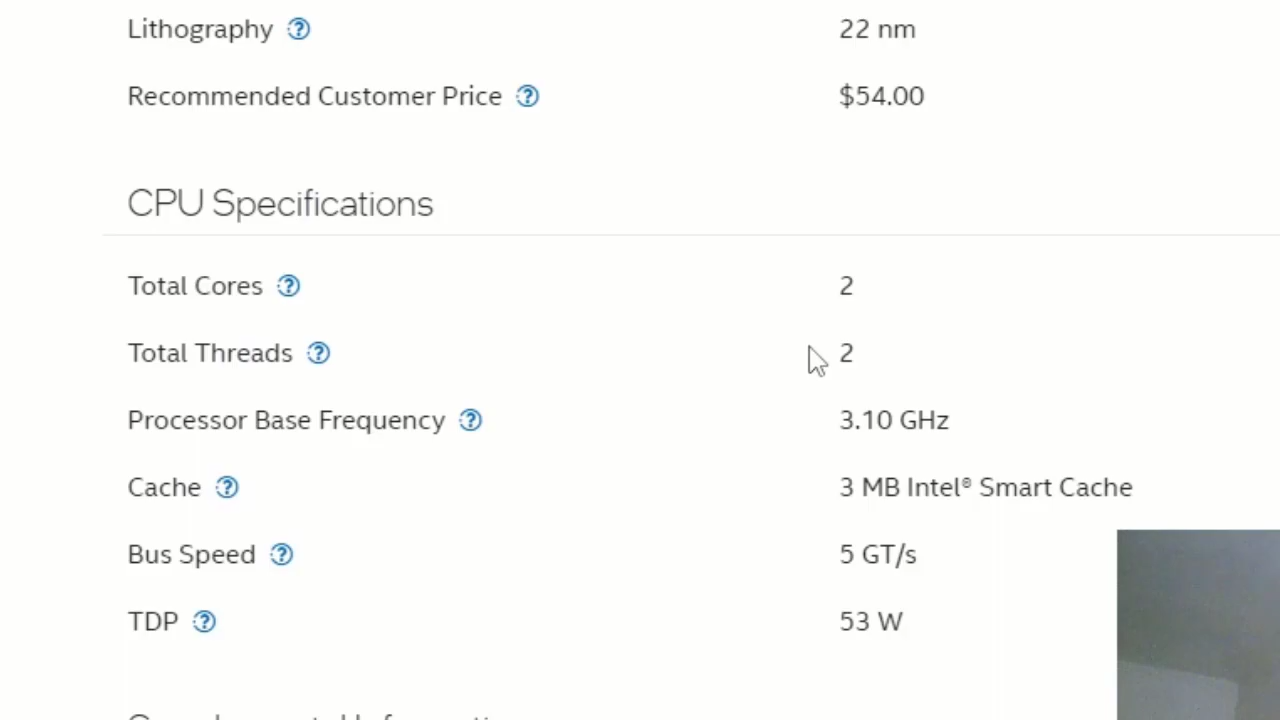 Lithography 22 nm
Recommended Customer Price $54.00
CPU Specifications
Total Cores 2
Total Threads 2
Processor Base Frequency 3.10 GHz
Cache 3 MB Intel® Smart Cache
Bus Speed 5 GT/s
TDP 53 W